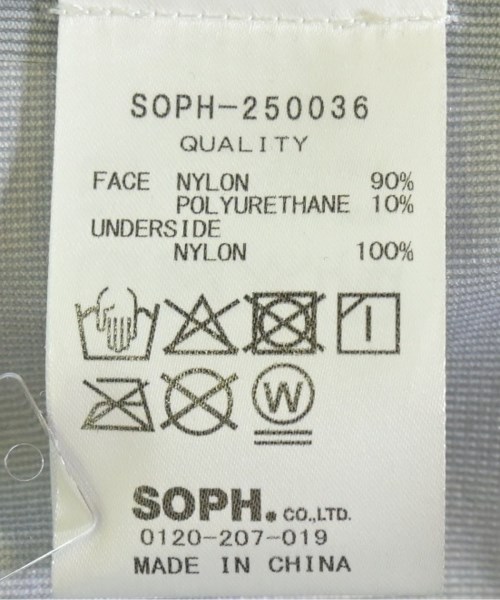 SOPH-250036
QUALITY
FACE NYLON 90%
POLYURETHANE 10%
UNDERSIDE
NYLON 100%
W
SOPH. CO.,LTD.
0120-207-019
MADE IN CHINA